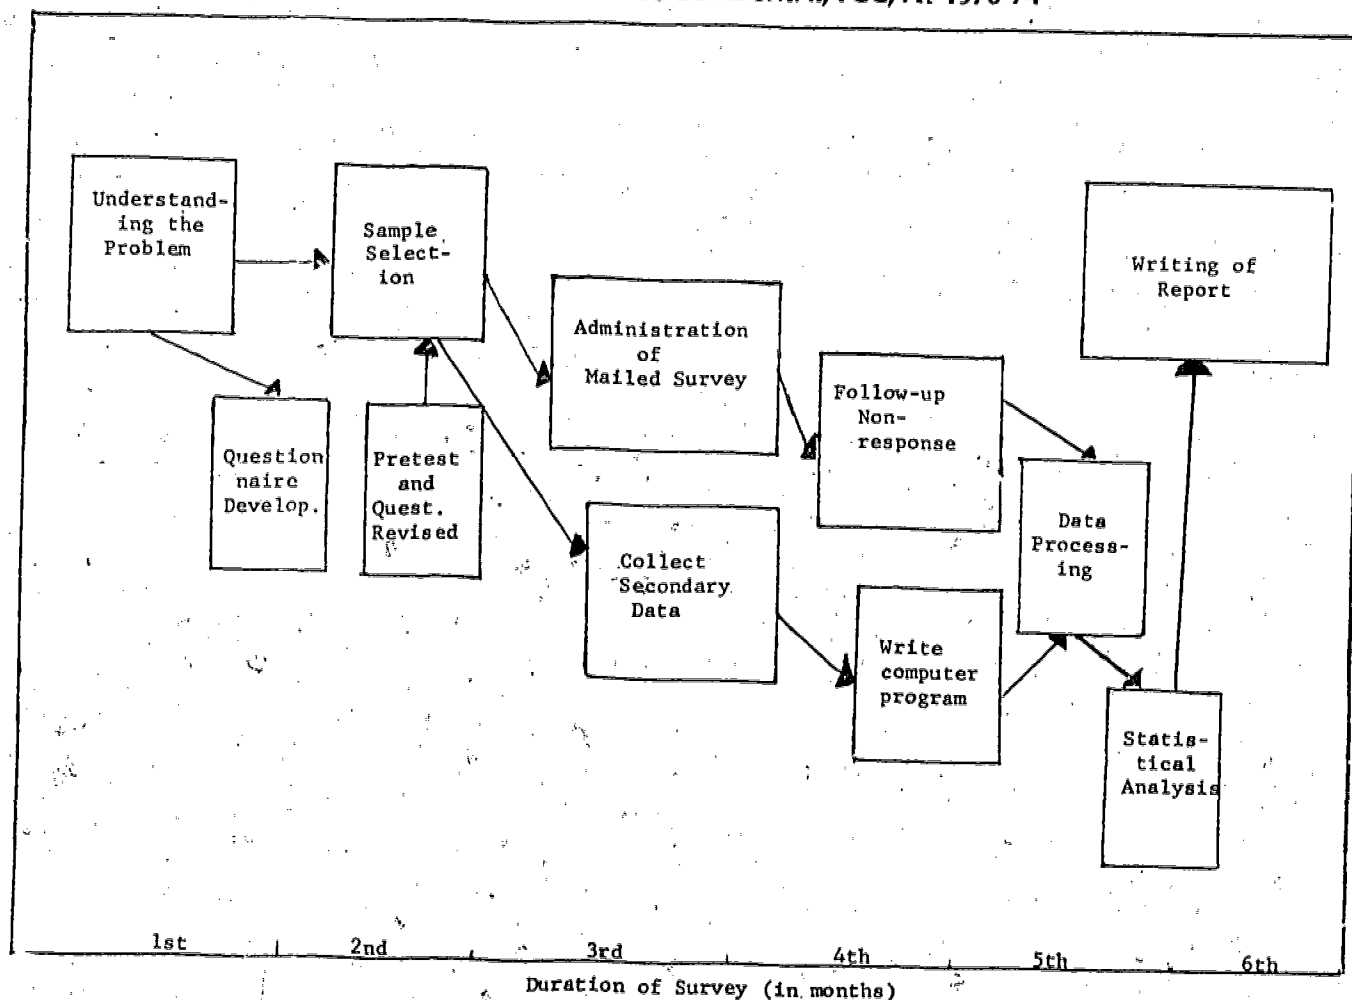 1970-71
Understand-
ing the
Problem
Sample
Select-
ion
Writing of
Report
Administration
of
Mailed Survey
Follow-up
Non-
response
Question
naire
Develop.
Pretest
and
Quest.
Revised
Data
Process-
ing
Collect
Secondary
Data
Write
computer
program
Statis-
tical
Analysis
1st 2nd 3rd 4th 5th 6th
Duration of Survey (in months)